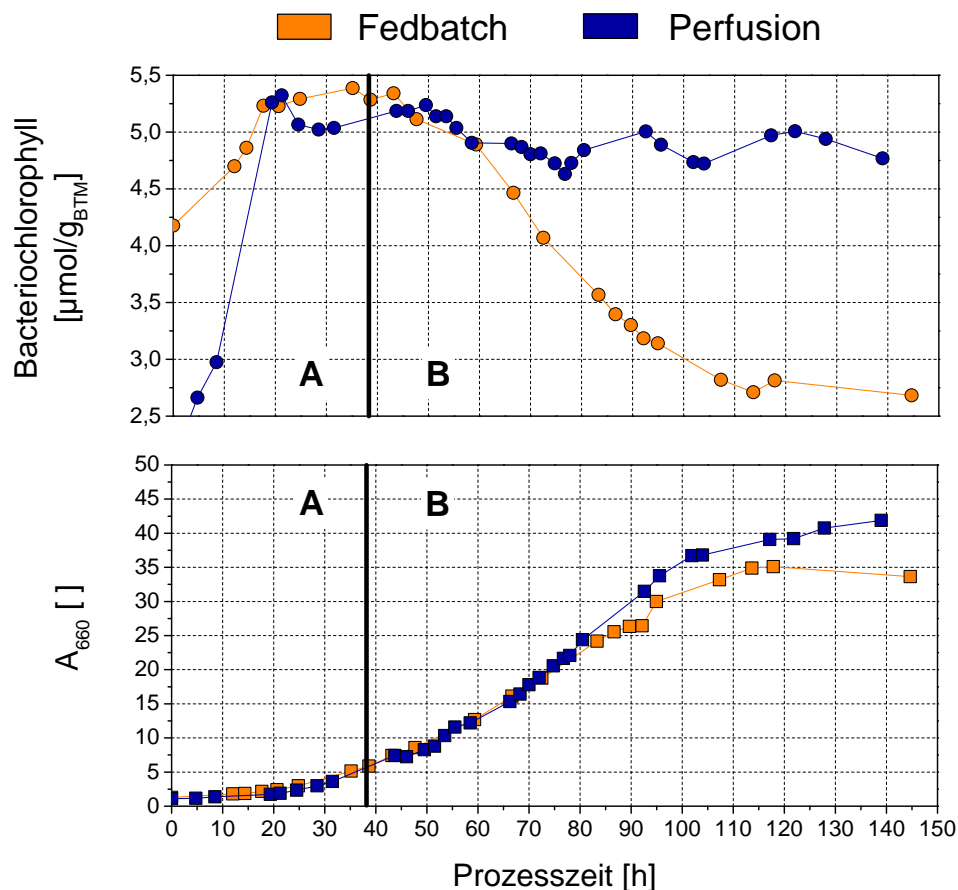 Fedbatch Perfusion
Bacteriochlorophyll
[µmol/g_BTM]
5,5
5,0
4,5
4,0
3,5
3,0
2,5
A B
A B
A_660 [ ]
50
45
40
35
30
25
20
15
10
5
0
0 10 20 30 40 50 60 70 80 90 100 110 120 130 140 150
Prozesszeit [h]